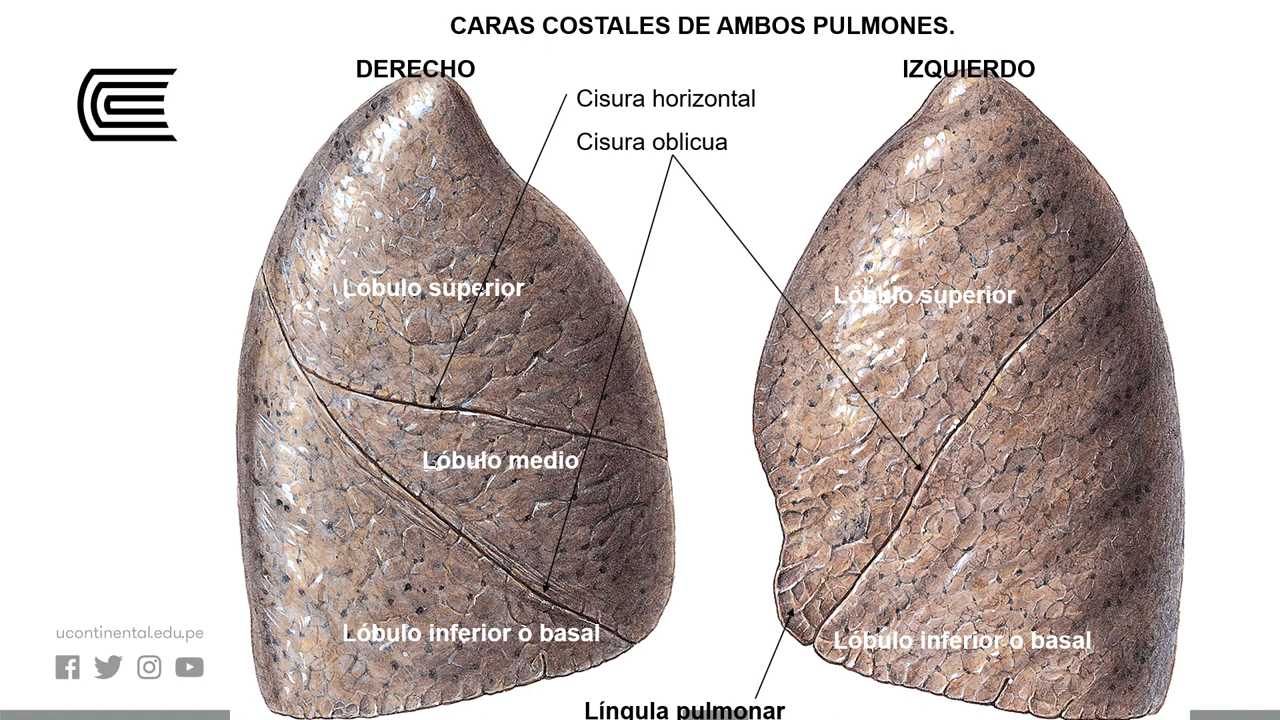 CARAS COSTALES DE AMBOS PULMONES.
DERECHO
IZQUIERDO
Cisura horizontal
Cisura oblicua
Lóbulo superior
Lóbulo superior
Lóbulo medio
Lóbulo inferior o basal
Lóbulo inferior o basal
Língula pulmonar
ucontinental.edu.pe